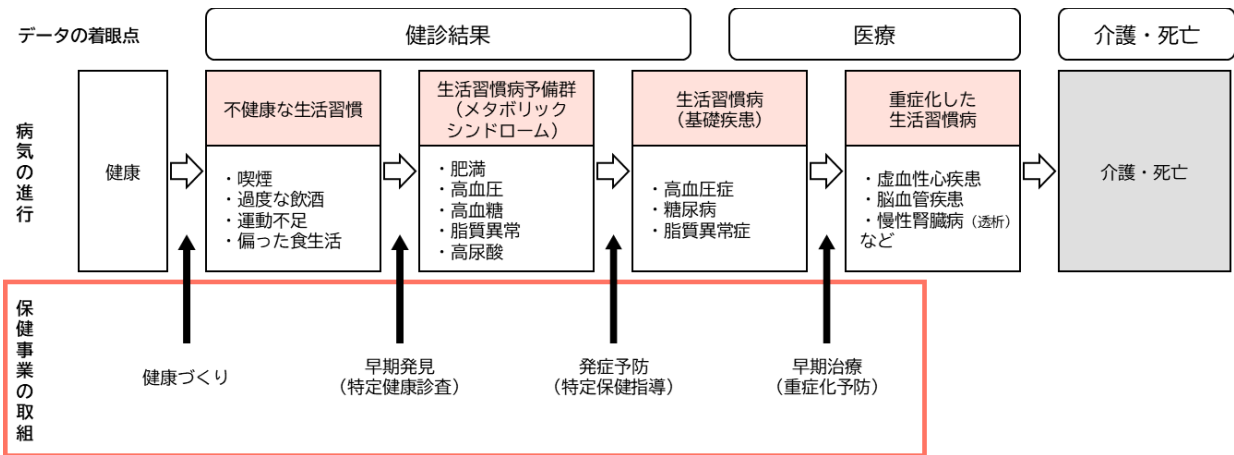 データの着眼点
健診結果
医療
介護・死亡
病気の進行
健康
不健康な生活習慣
・喫煙
・過度な飲酒
・運動不足
・偏った食生活
生活習慣病予備群
（メタボリック
シンドローム）
・肥満
・高血圧
・高血糖
・脂質異常
・高尿酸
生活習慣病
（基礎疾患）
・高血圧症
・糖尿病
・脂質異常症
重症化した
生活習慣病
・虚血性心疾患
・脳血管疾患
・慢性腎臓病（透析）
など
介護・死亡
保健事業の取組
健康づくり
早期発見
（特定健康診査）
発症予防
（特定保健指導）
早期治療
（重症化予防）